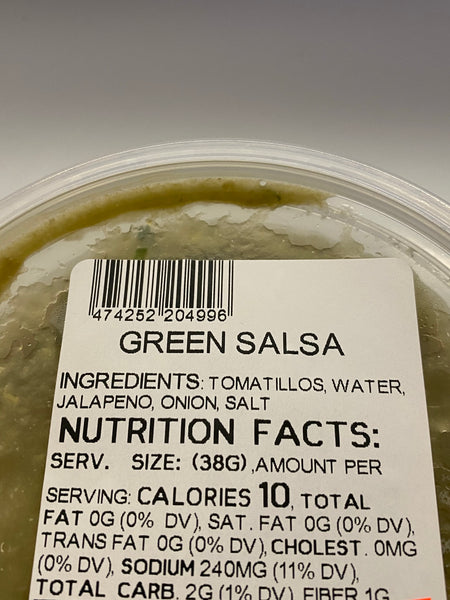 474252 204996
GREEN SALSA
INGREDIENTS: TOMATILLOS, WATER,
JALAPENO, ONION, SALT
NUTRITION FACTS:
SERV. SIZE: (38G) ,AMOUNT PER
SERVING: CALORIES 10, TOTAL
FAT 0G (0% DV), SAT. FAT 0G (0% DV),
TRANS FAT 0G (0% DV), CHOLEST. 0MG
(0% DV), SODIUM 240MG (11% DV),
TOTAL CARB. 2G (1% DV), FIBER 1G